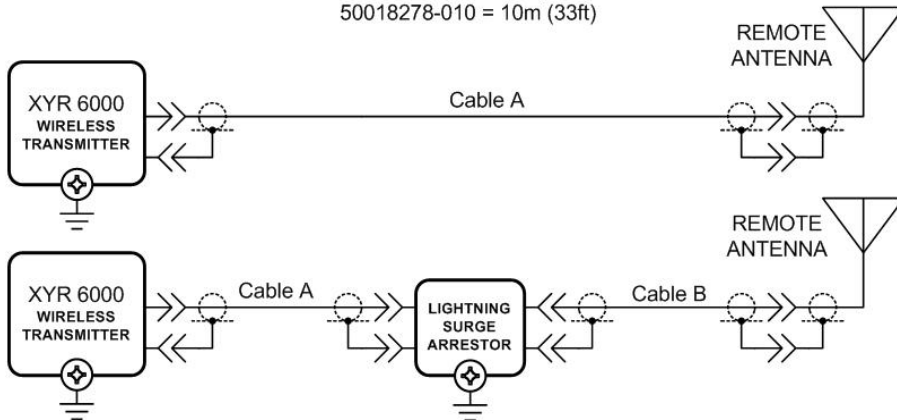 50018278-010 = 10m (33ft)
REMOTE
ANTENNA
XYR 6000
WIRELESS
TRANSMITTER
Cable A
REMOTE
ANTENNA
XYR 6000
WIRELESS
TRANSMITTER
Cable A
LIGHTNING
SURGE
ARRESTOR
Cable B